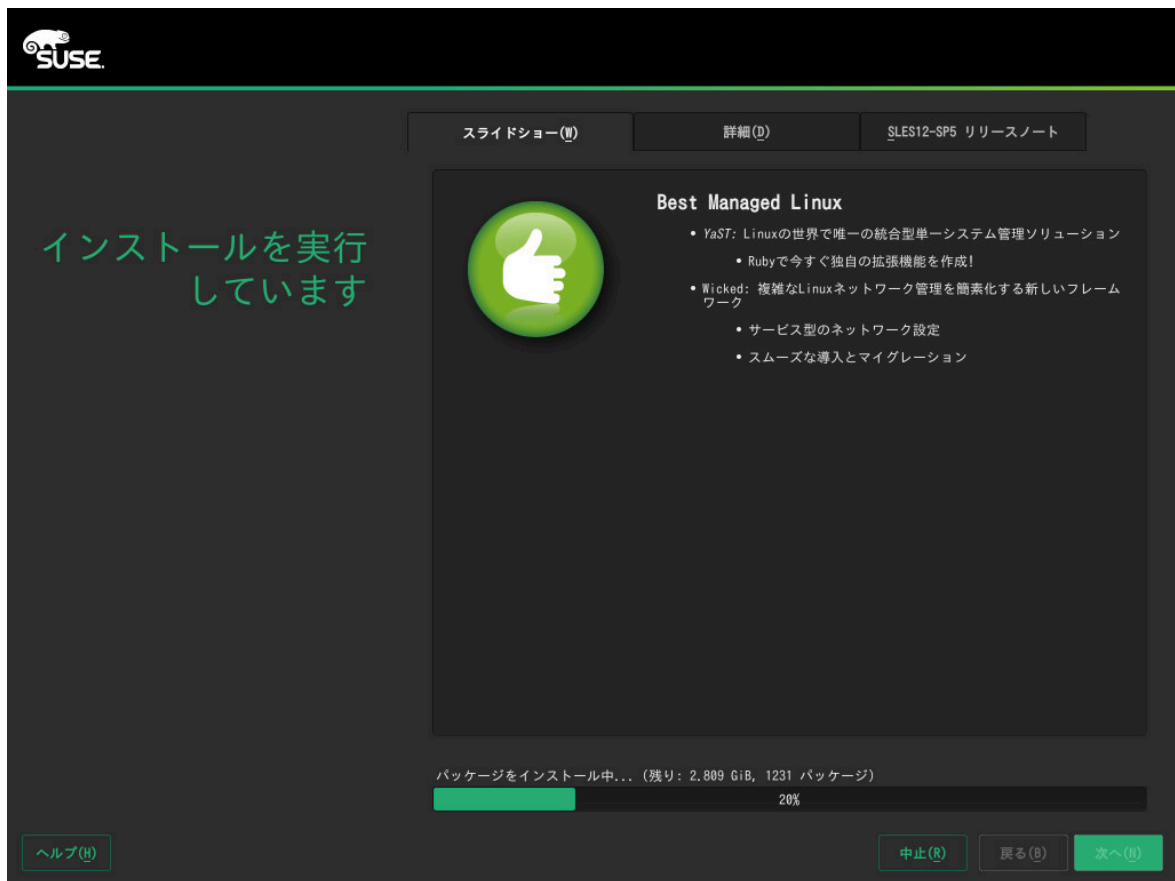 SUSE.
スライドショー(W)
詳細(D)
SLES12-SP5 リリースノート
インストールを実行
しています
Best Managed Linux
• YaST: Linuxの世界で唯一の統合型単一システム管理ソリューション
• Rubyで今すぐ独自の拡張機能を作成!
• Wicked: 複雑なLinuxネットワーク管理を簡素化する新しいフレーム
ワーク
• サービス型のネットワーク設定
• スムーズな導入とマイグレーション
パッケージをインストール中... (残り: 2.809 GiB, 1231 パッケージ)
20%
ヘルプ(H)
中止(R)
戻る(B)
次へ(N)